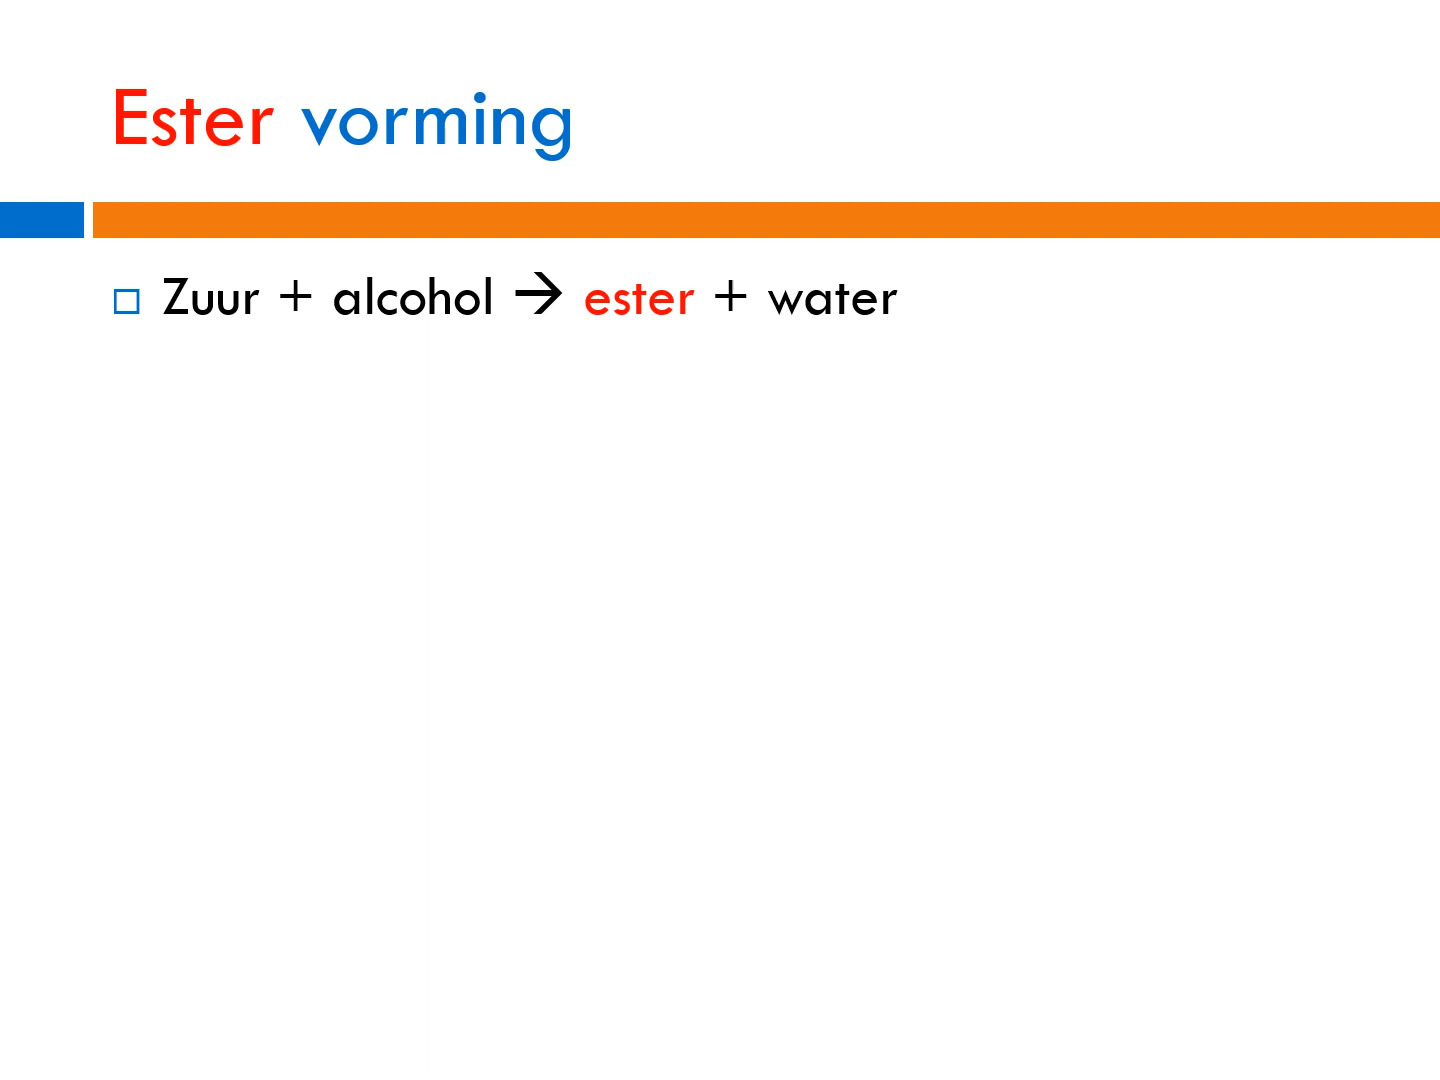 Ester vorming
Zuur + alcohol → ester + water